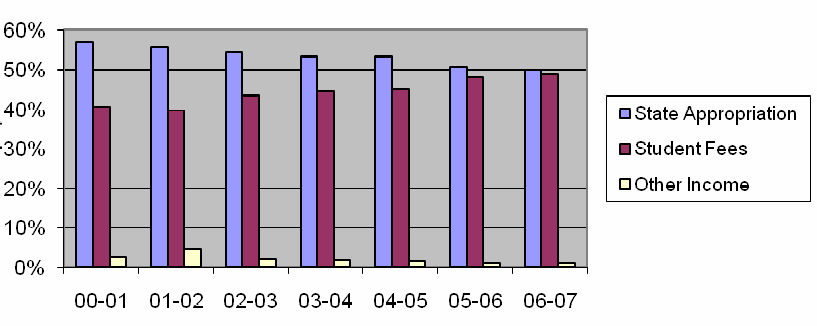 60%
50%
40%
30%
20%
10%
0%
00-01 01-02 02-03 03-04 04-05 05-06 06-07
State Appropriation
Student Fees
Other Income